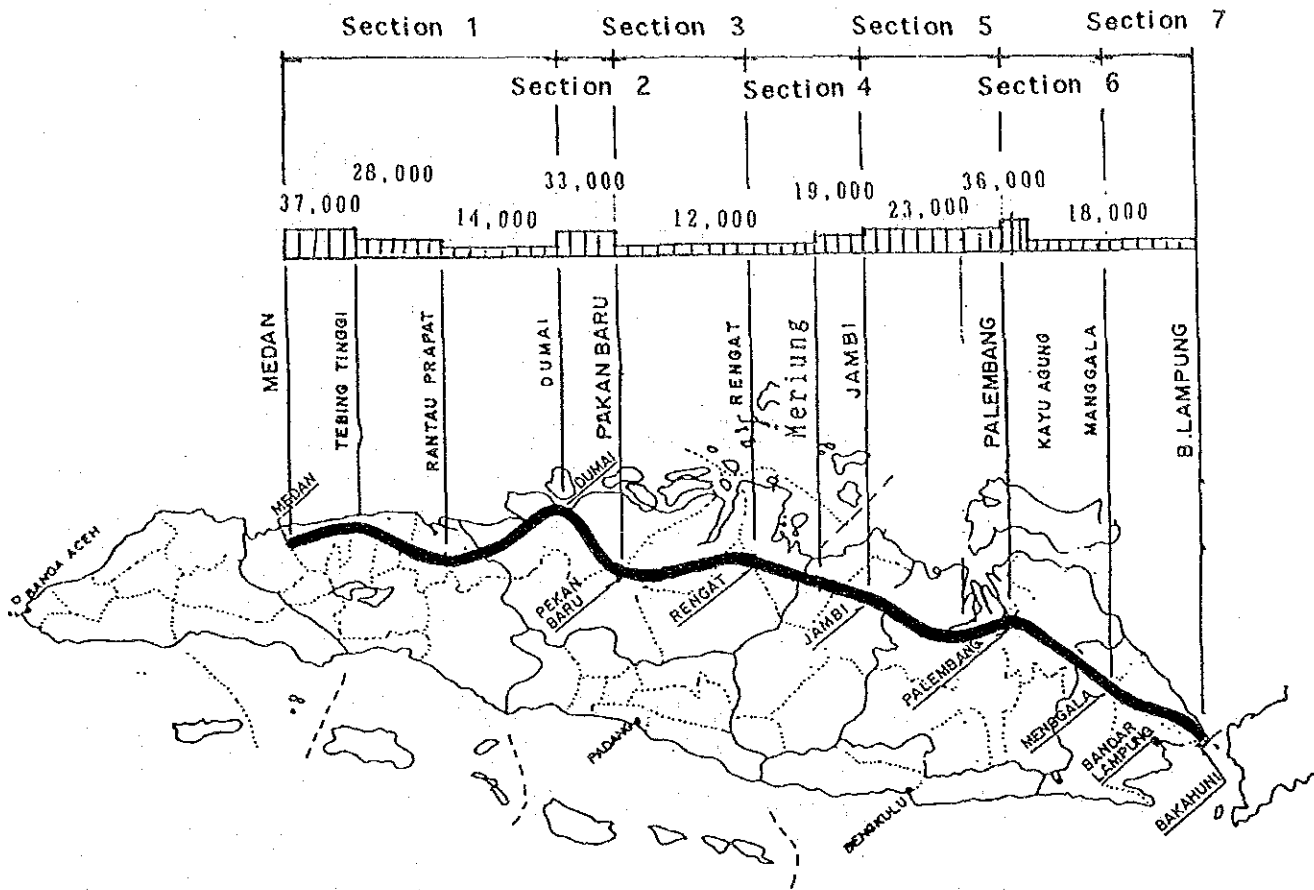 Section 1
Section 3
Section 5
Section 7
Section 2
Section 4
Section 6
28,000
33,000
36,000
37,000
14,000
12,000
19,000
23,000
18,000
MEDAN
TEBING TINGGI
RANTAU PRAPAT
DUMAI
PAKANBARU
RENGAT
Meriung
JAMBI
PALEMBANG
KAYU AGUNG
MANGGALA
B.LAMPUNG
BANGA ACEH
MEDAN
DUMAI
PEKAN
BARU
RENGAT
JAMBI
PALEMBANG
MENGGALA
BANDAR
LAMPUNG
BAKAHUNI
PADANG
BENGKULU